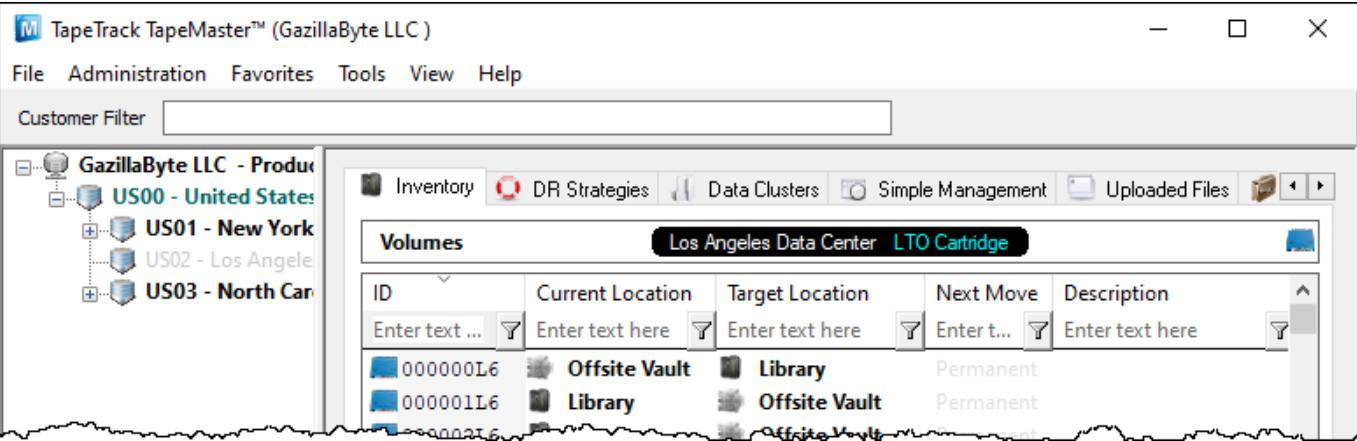 TapeTrack TapeMaster™ (GazillaByte LLC )
File Administration Favorites Tools View Help
Customer Filter
GazillaByte LLC - Produc
US00 - United States
US01 - New York
US02 - Los Angele
US03 - North Car
Inventory DR Strategies Data Clusters Simple Management Uploaded Files
Volumes Los Angeles Data Center LTO Cartridge
ID Current Location Target Location Next Move Description
Enter text ... Enter text here Enter text here Enter t... Enter text here
000000L6 Offsite Vault Library Permanent
000001L6 Library Offsite Vault Permanent
000002L6 Offsite Vault